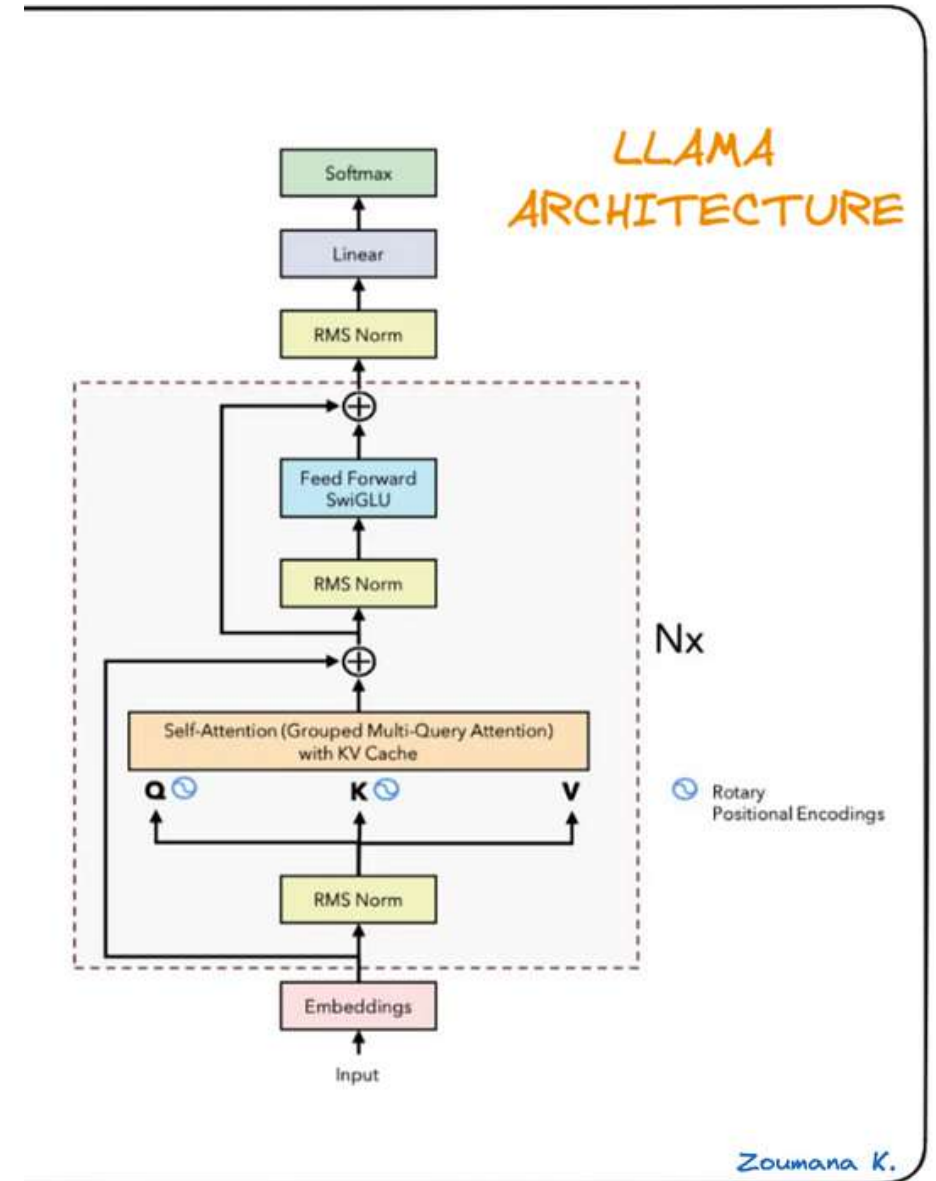 LLAMA
ARCHITECTURE
Softmax
Linear
RMS Norm
Feed Forward
SwiGLU
RMS Norm
Nx
Self-Attention (Grouped Multi-Query Attention)
with KV Cache
Q K V
Rotary
Positional Encodings
RMS Norm
Embeddings
Input
Zoumana K.